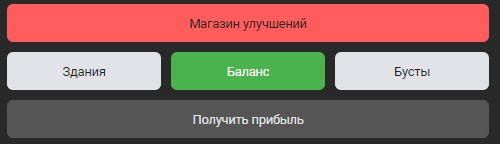 Магазин улучшений
Здания
Баланс
Бусты
Получить прибыль